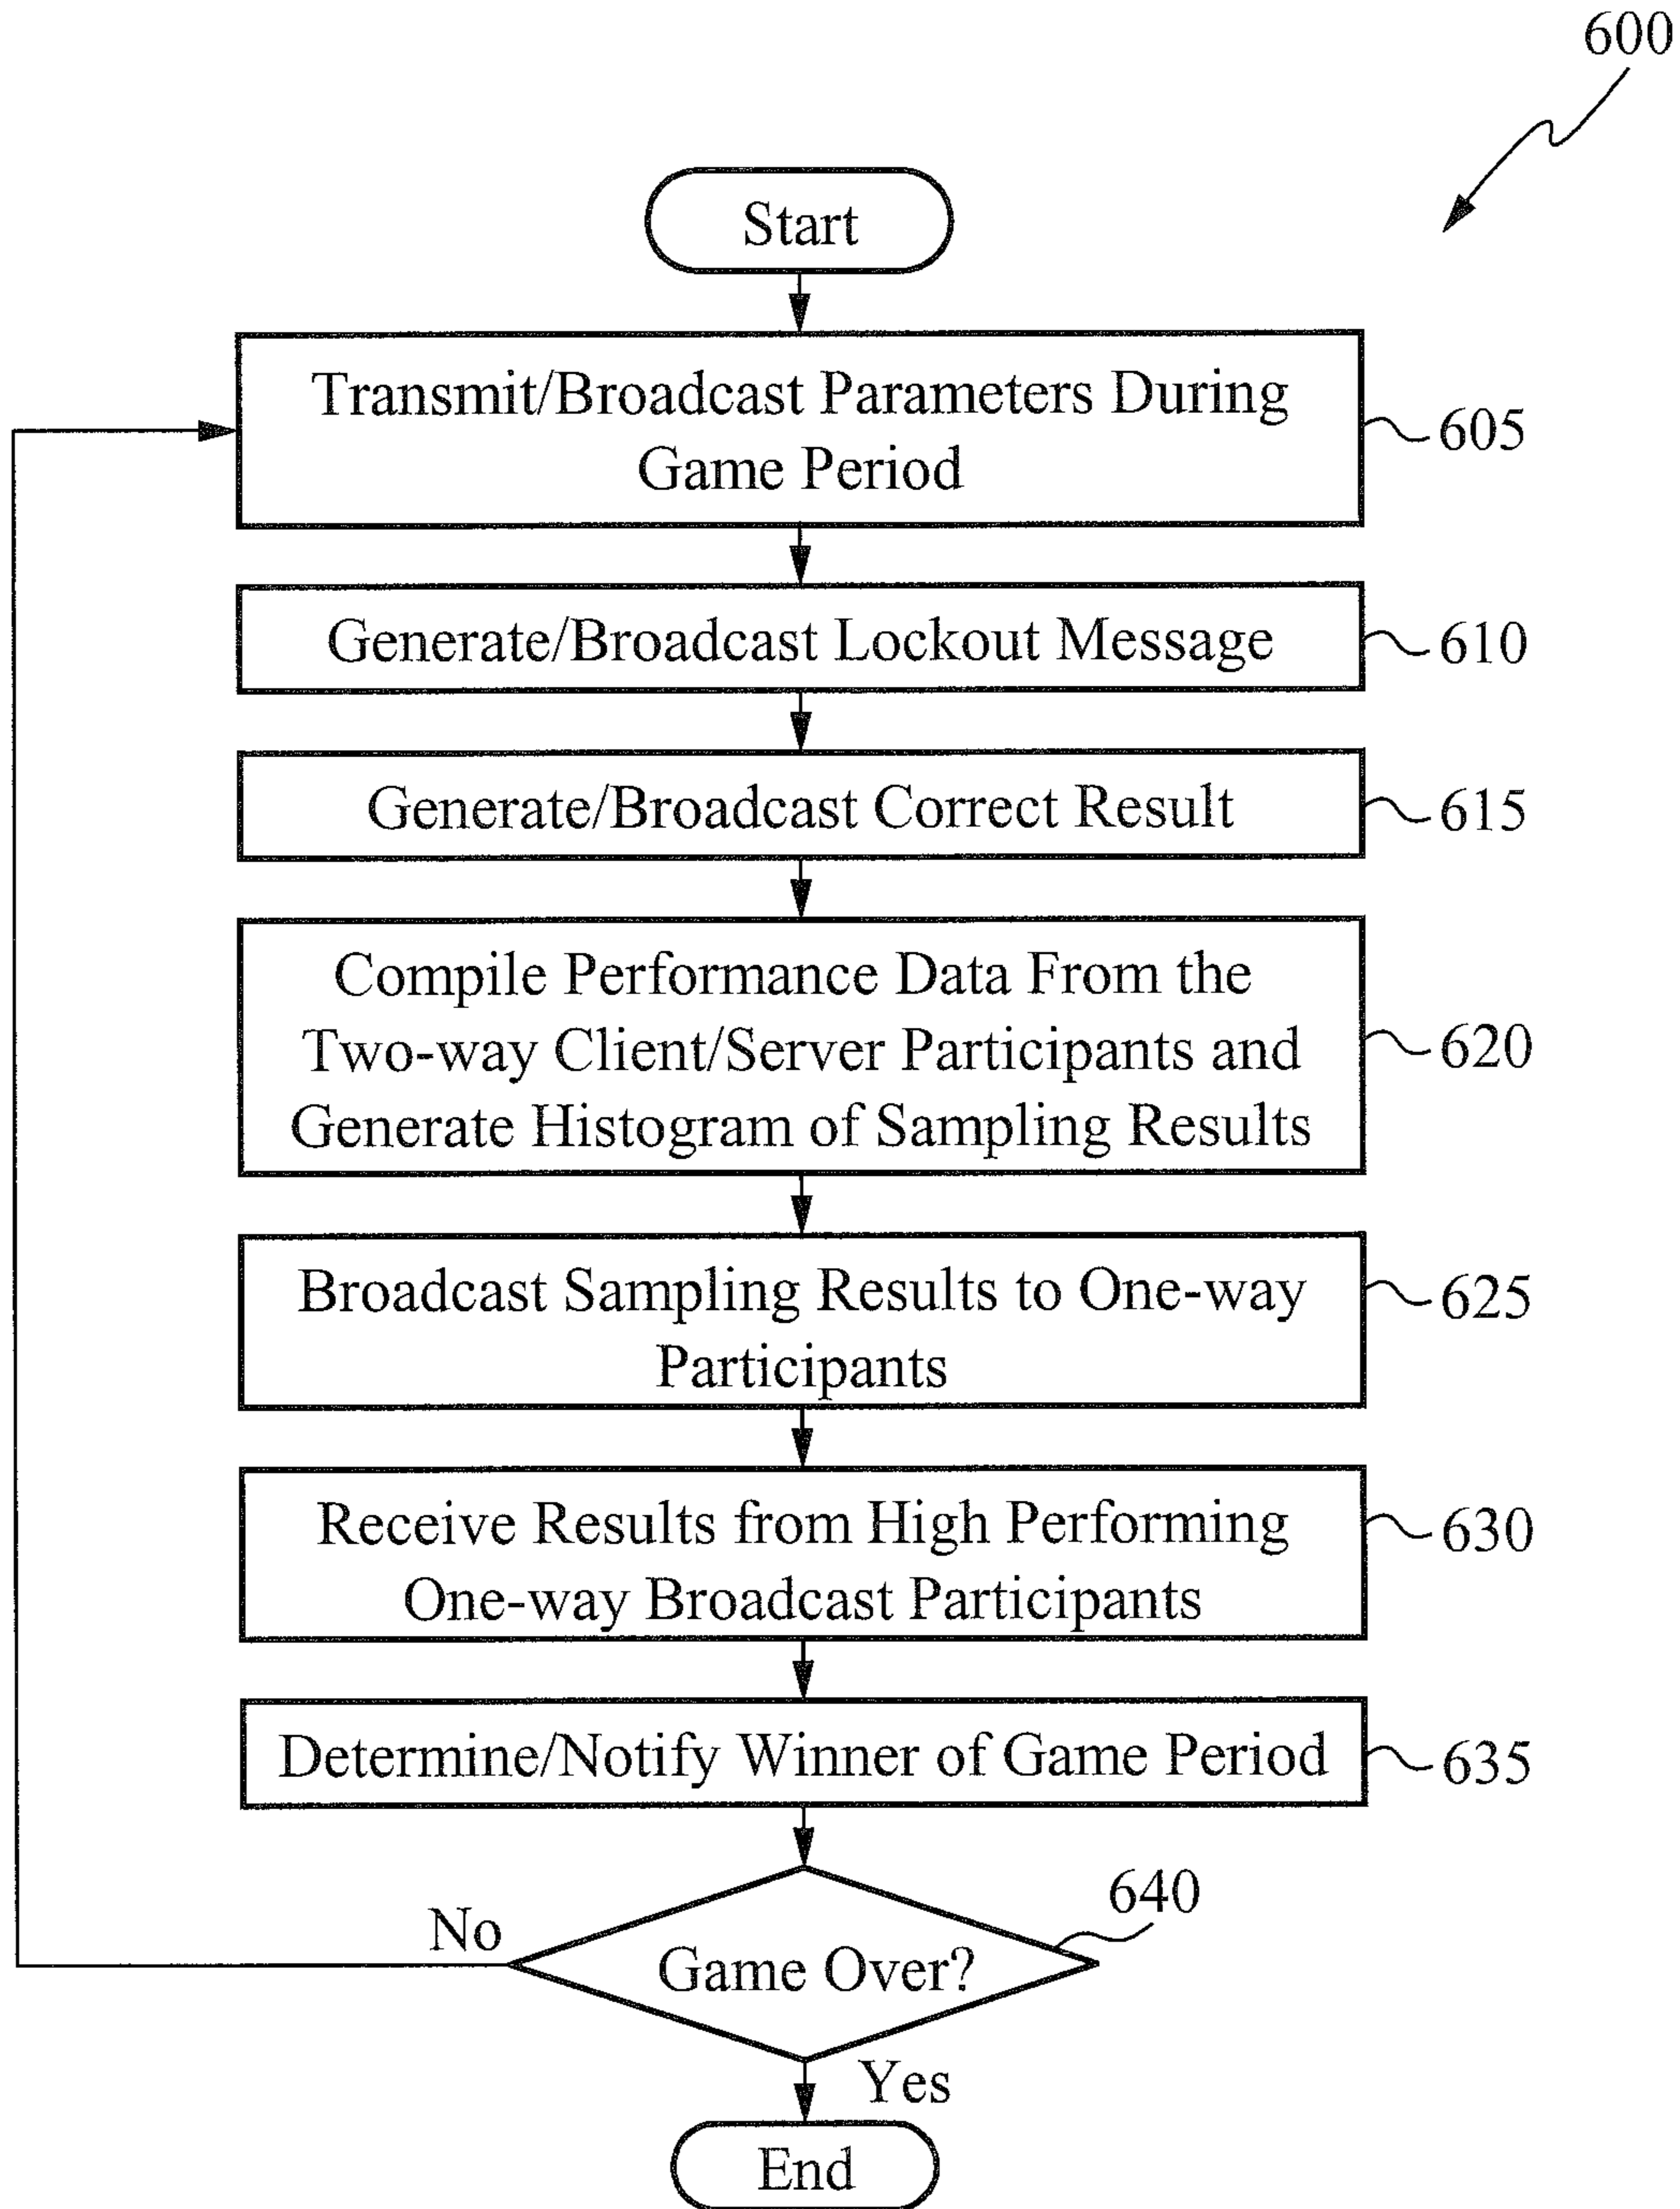 600
Start
Transmit/Broadcast Parameters During
Game Period
605
Generate/Broadcast Lockout Message
610
Generate/Broadcast Correct Result
615
Compile Performance Data From the
Two-way Client/Server Participants and
Generate Histogram of Sampling Results
620
Broadcast Sampling Results to One-way
Participants
625
Receive Results from High Performing
One-way Broadcast Participants
630
Determine/Notify Winner of Game Period
635
640
No
Game Over?
Yes
End